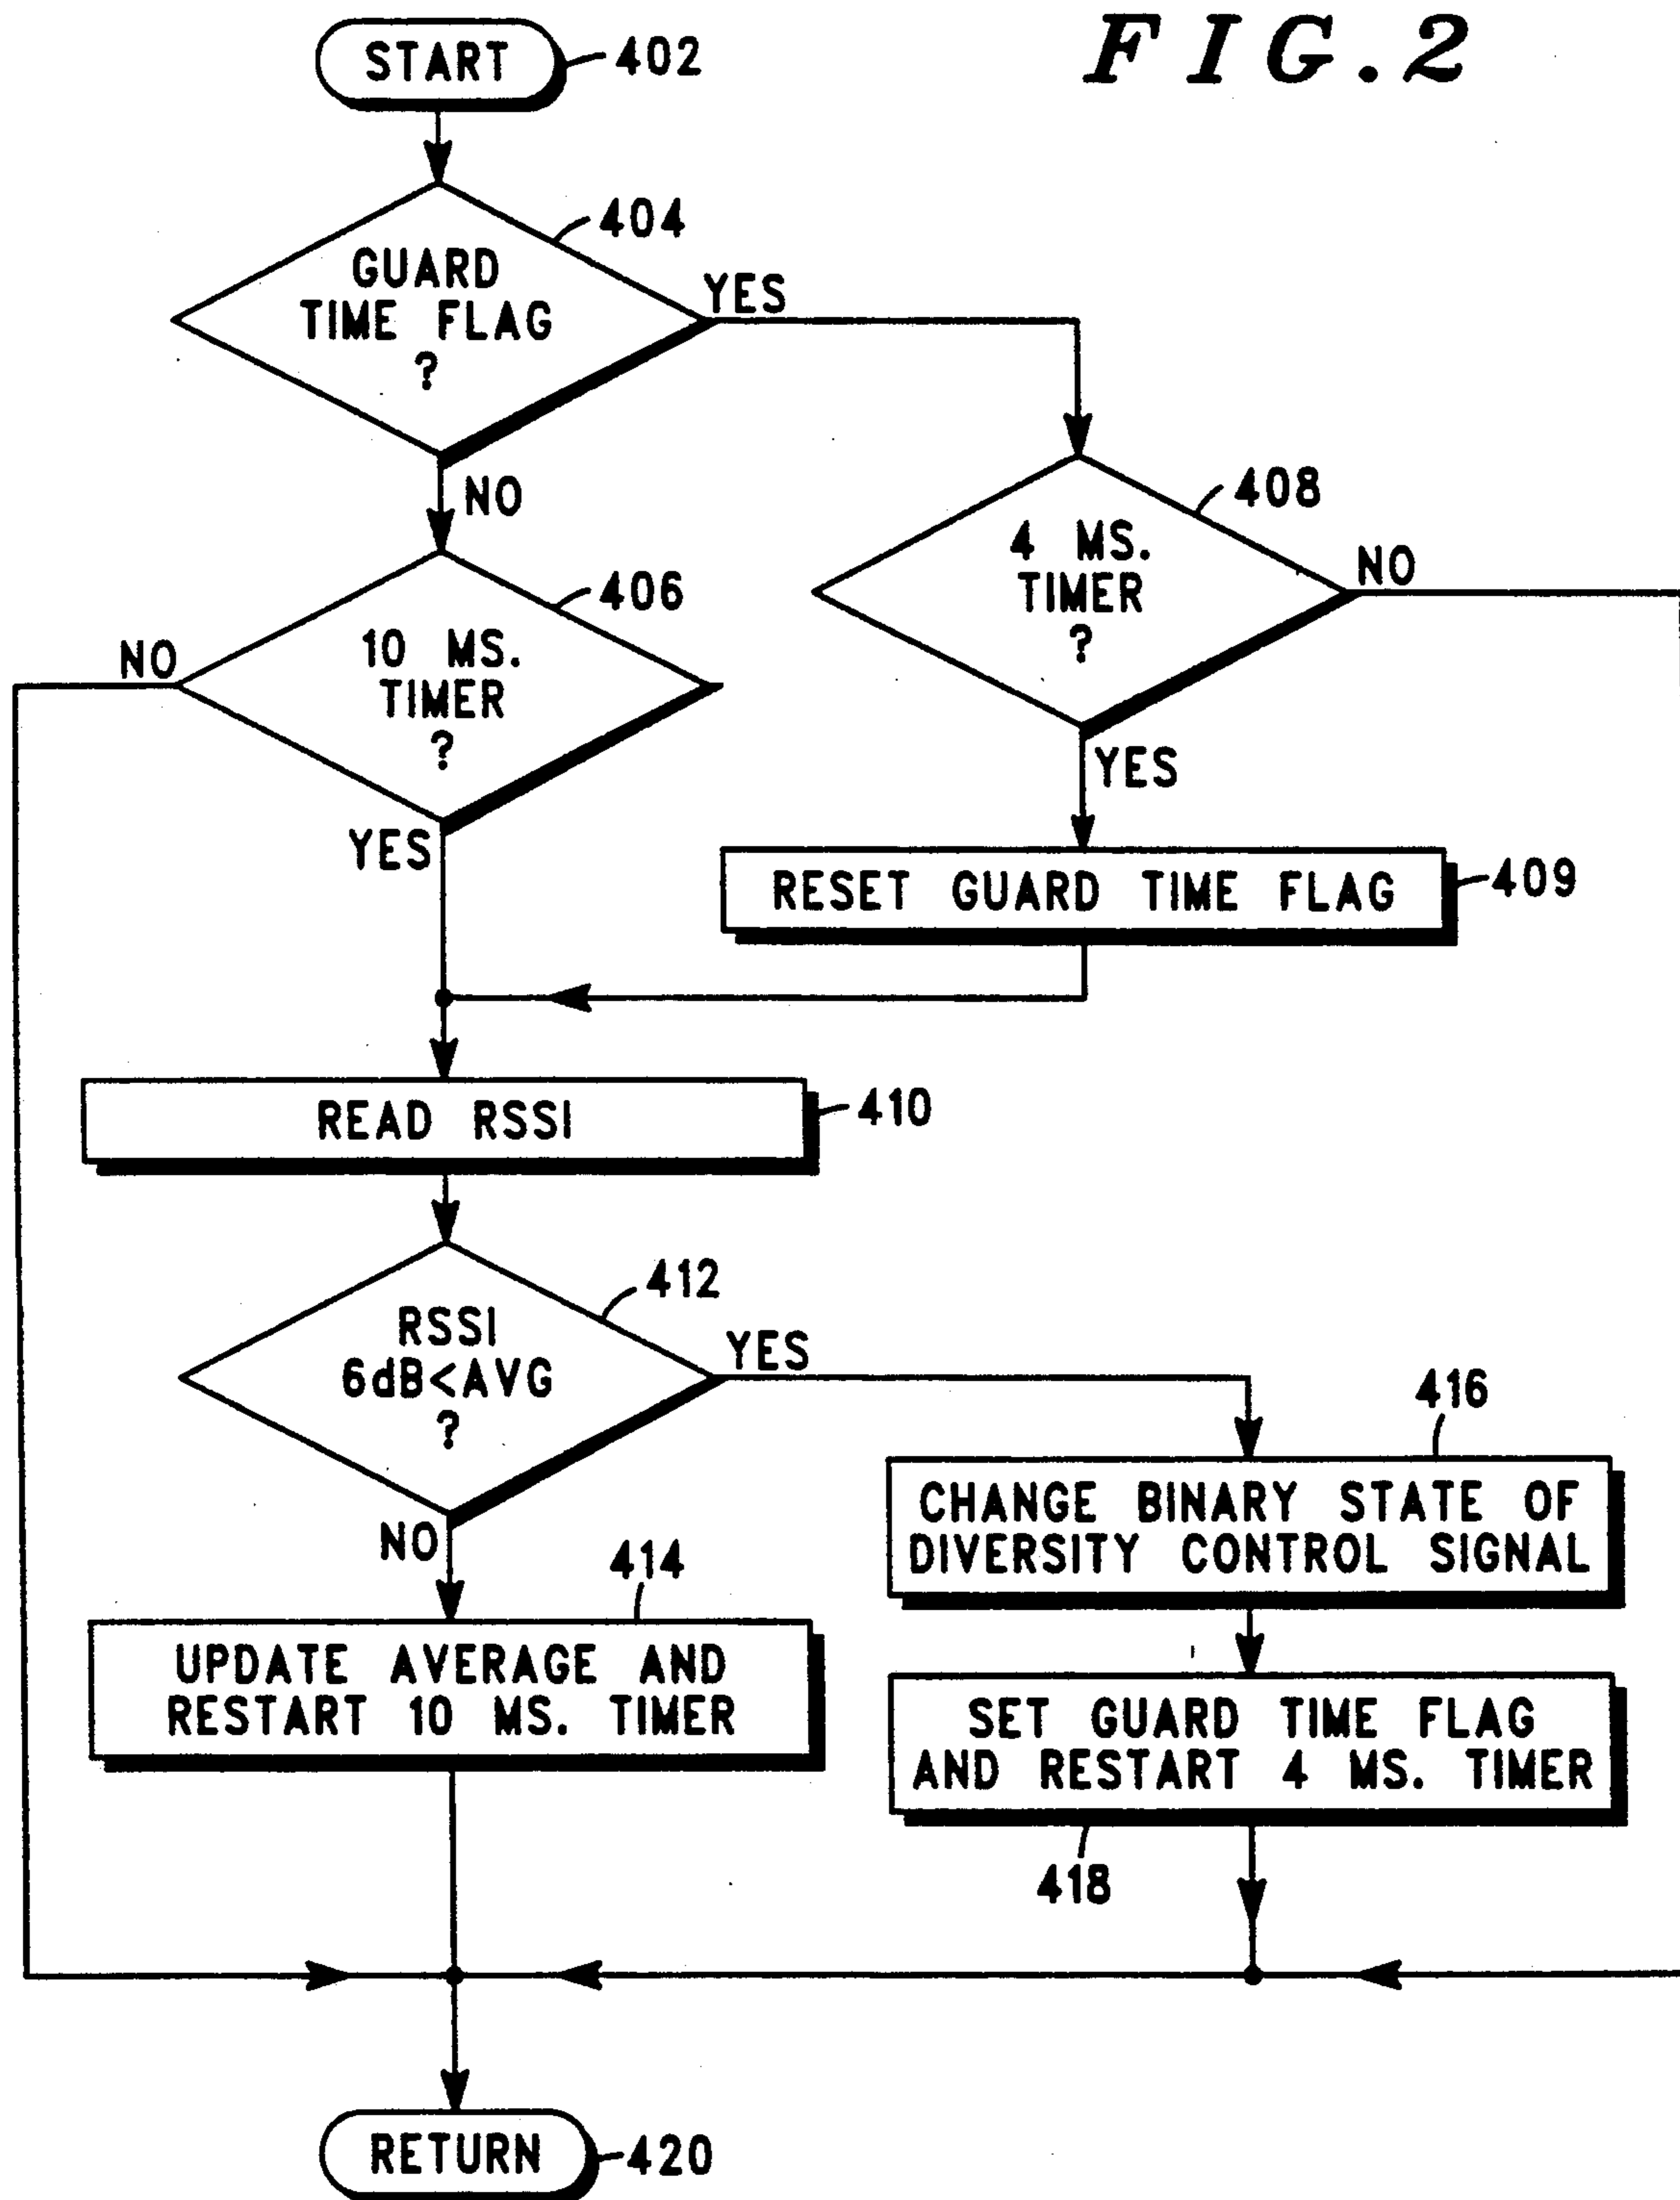 FIG.2
START
402
404
GUARD
TIME FLAG
?
YES
NO
408
4 MS.
TIMER
?
NO
406
10 MS.
TIMER
?
NO
YES
YES
RESET GUARD TIME FLAG
409
READ RSSI
410
412
RSSI
6dB<AVG
?
YES
NO
416
CHANGE BINARY STATE OF
DIVERSITY CONTROL SIGNAL
414
UPDATE AVERAGE AND
RESTART 10 MS. TIMER
SET GUARD TIME FLAG
AND RESTART 4 MS. TIMER
418
RETURN
420